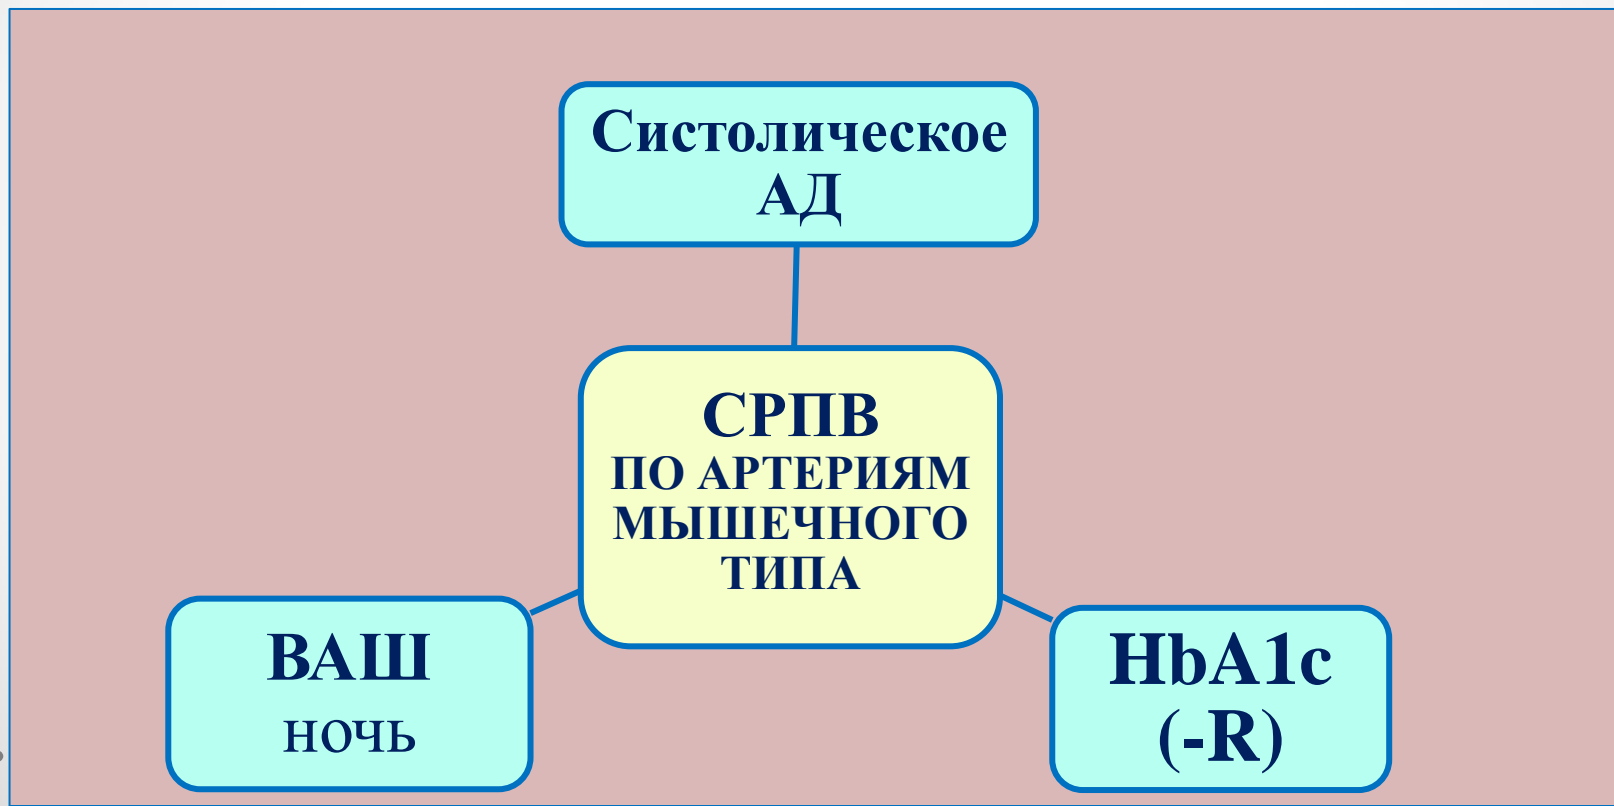 Систолическое
АД
СРПВ
ПО АРТЕРИЯМ
МЫШЕЧНОГО
ТИПА
ВАШ
ночь
HbA1c
(-R)